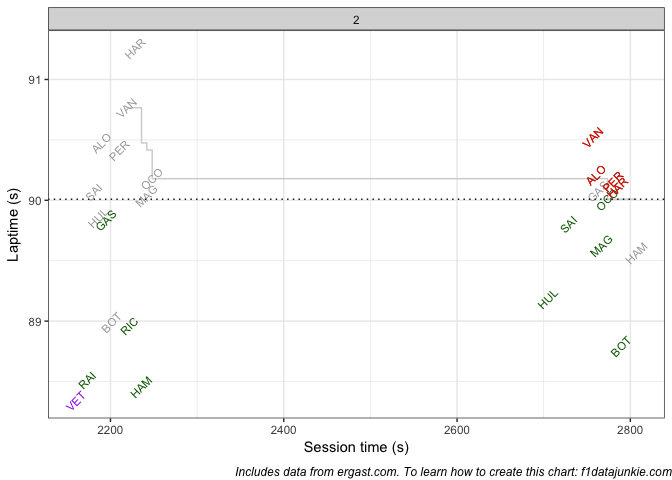 2
HAR
91
VAN
ALO
PER
OCO
SAI
MAG
HUL
GAS
90
BOT
RIC
89
RAI
HAM
VET
VAN
ALO
PER
HAR
GAS
OCO
SAI
MAG
HAM
HUL
BOT
Laptime (s)
2200 2400 2600 2800
Session time (s)
Includes data from ergast.com. To learn how to create this chart: f1datajunkie.com